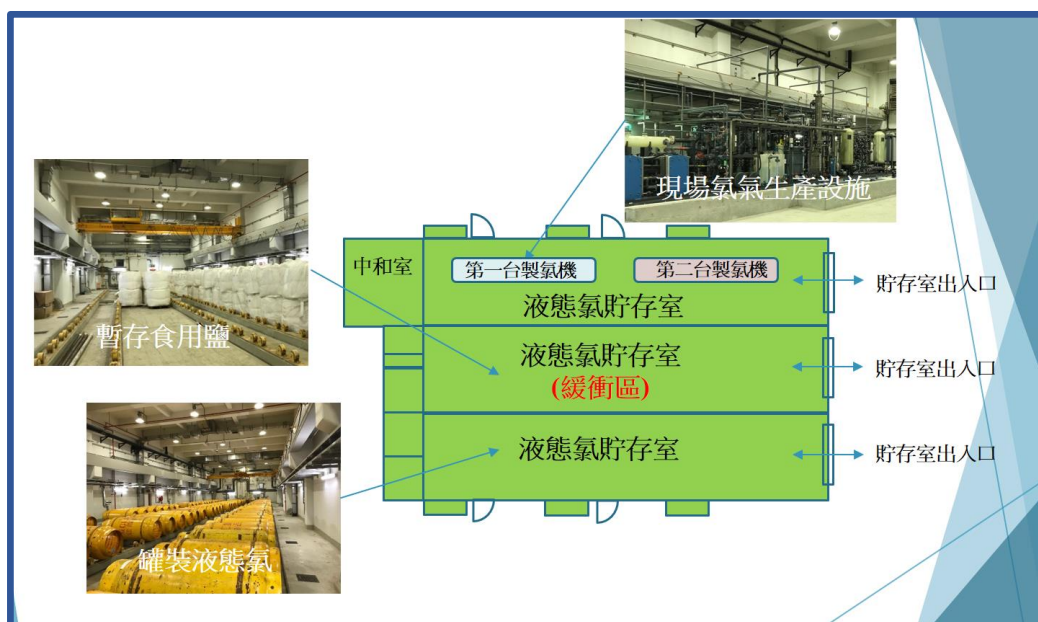 現場氯氣生產設施
中和室
第一台製氯機
第二台製氯機
貯存室出入口
液態氯貯存室
暫存食用鹽
液態氯貯存室
(緩衝區)
貯存室出入口
液態氯貯存室
貯存室出入口
罐裝液態氯